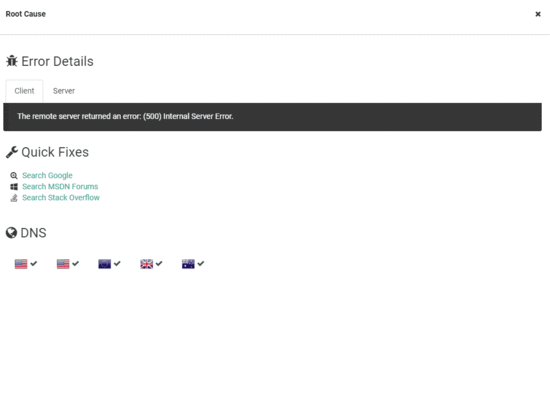 Root Cause
Error Details
Client Server
The remote server returned an error: (500) Internal Server Error.
Quick Fixes
Search Google
Search MSDN Forums
Search Stack Overflow
DNS